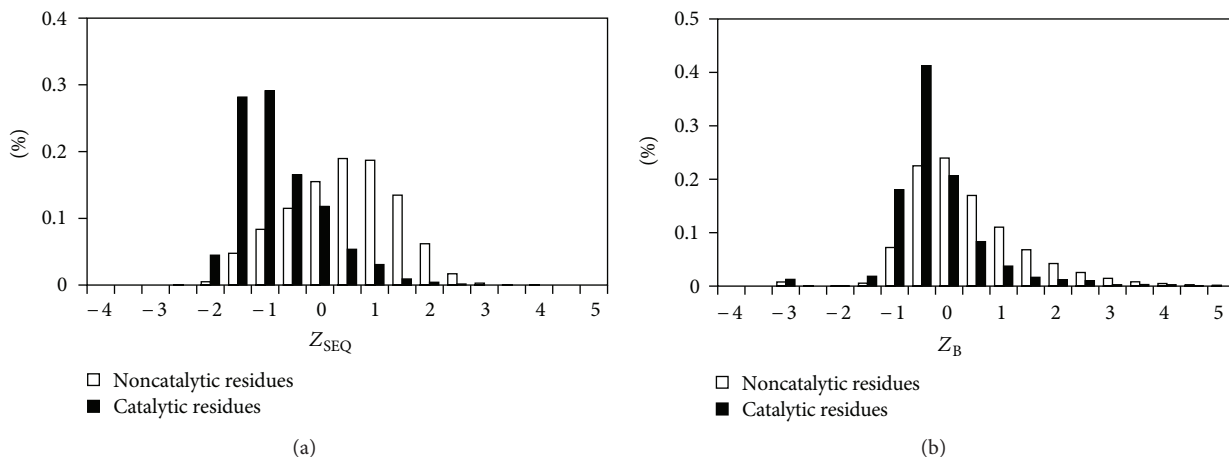 0.4
0.3
0.2
0.1
0
(%)
−4 −3 −2 −1 0 1 2 3 4 5
Z_SEQ
Noncatalytic residues
Catalytic residues
(a)
0.5
0.4
0.3
0.2
0.1
0
(%)
−4 −3 −2 −1 0 1 2 3 4 5
Z_B
Noncatalytic residues
Catalytic residues
(b)